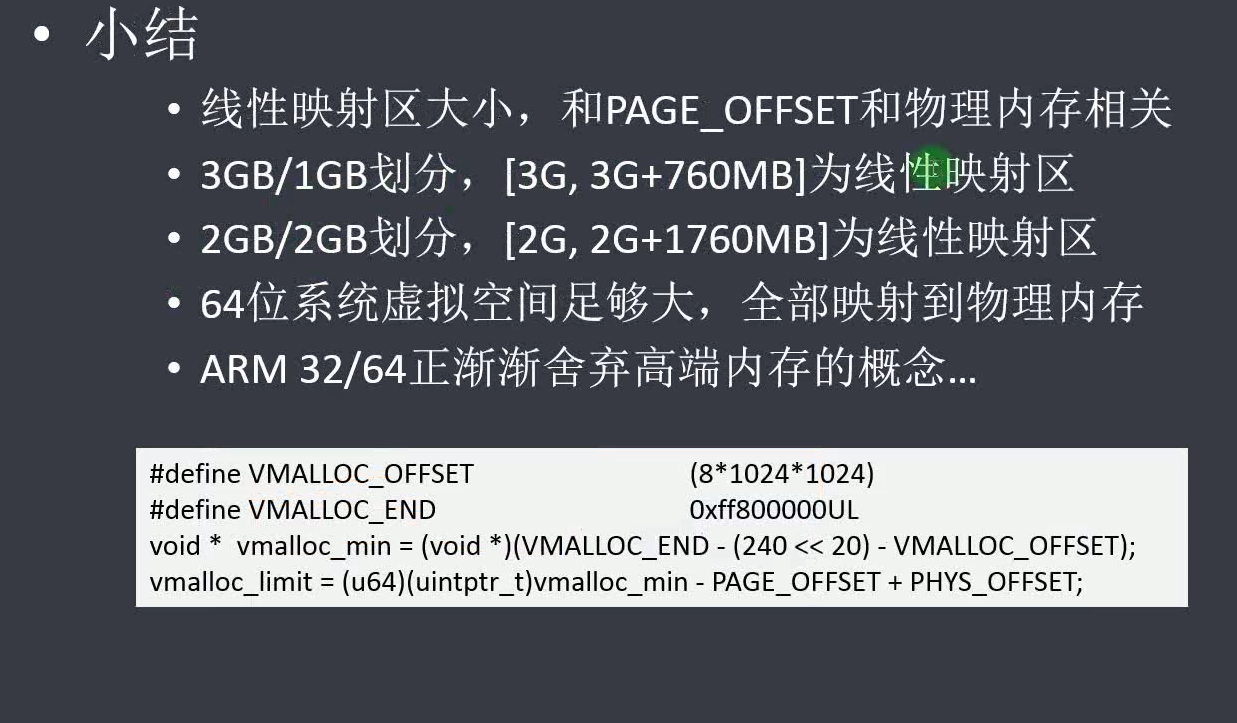 • 小结
• 线性映射区大小，和PAGE_OFFSET和物理内存相关
• 3GB/1GB划分，[3G, 3G+760MB]为线性映射区
• 2GB/2GB划分，[2G, 2G+1760MB]为线性映射区
• 64位系统虚拟空间足够大，全部映射到物理内存
• ARM 32/64正渐渐舍弃高端内存的概念...
#define VMALLOC_OFFSET (8*1024*1024)
#define VMALLOC_END 0xff800000UL
void * vmalloc_min = (void *)(VMALLOC_END - (240 << 20) - VMALLOC_OFFSET);
vmalloc_limit = (u64)(uintptr_t)vmalloc_min - PAGE_OFFSET + PHYS_OFFSET;